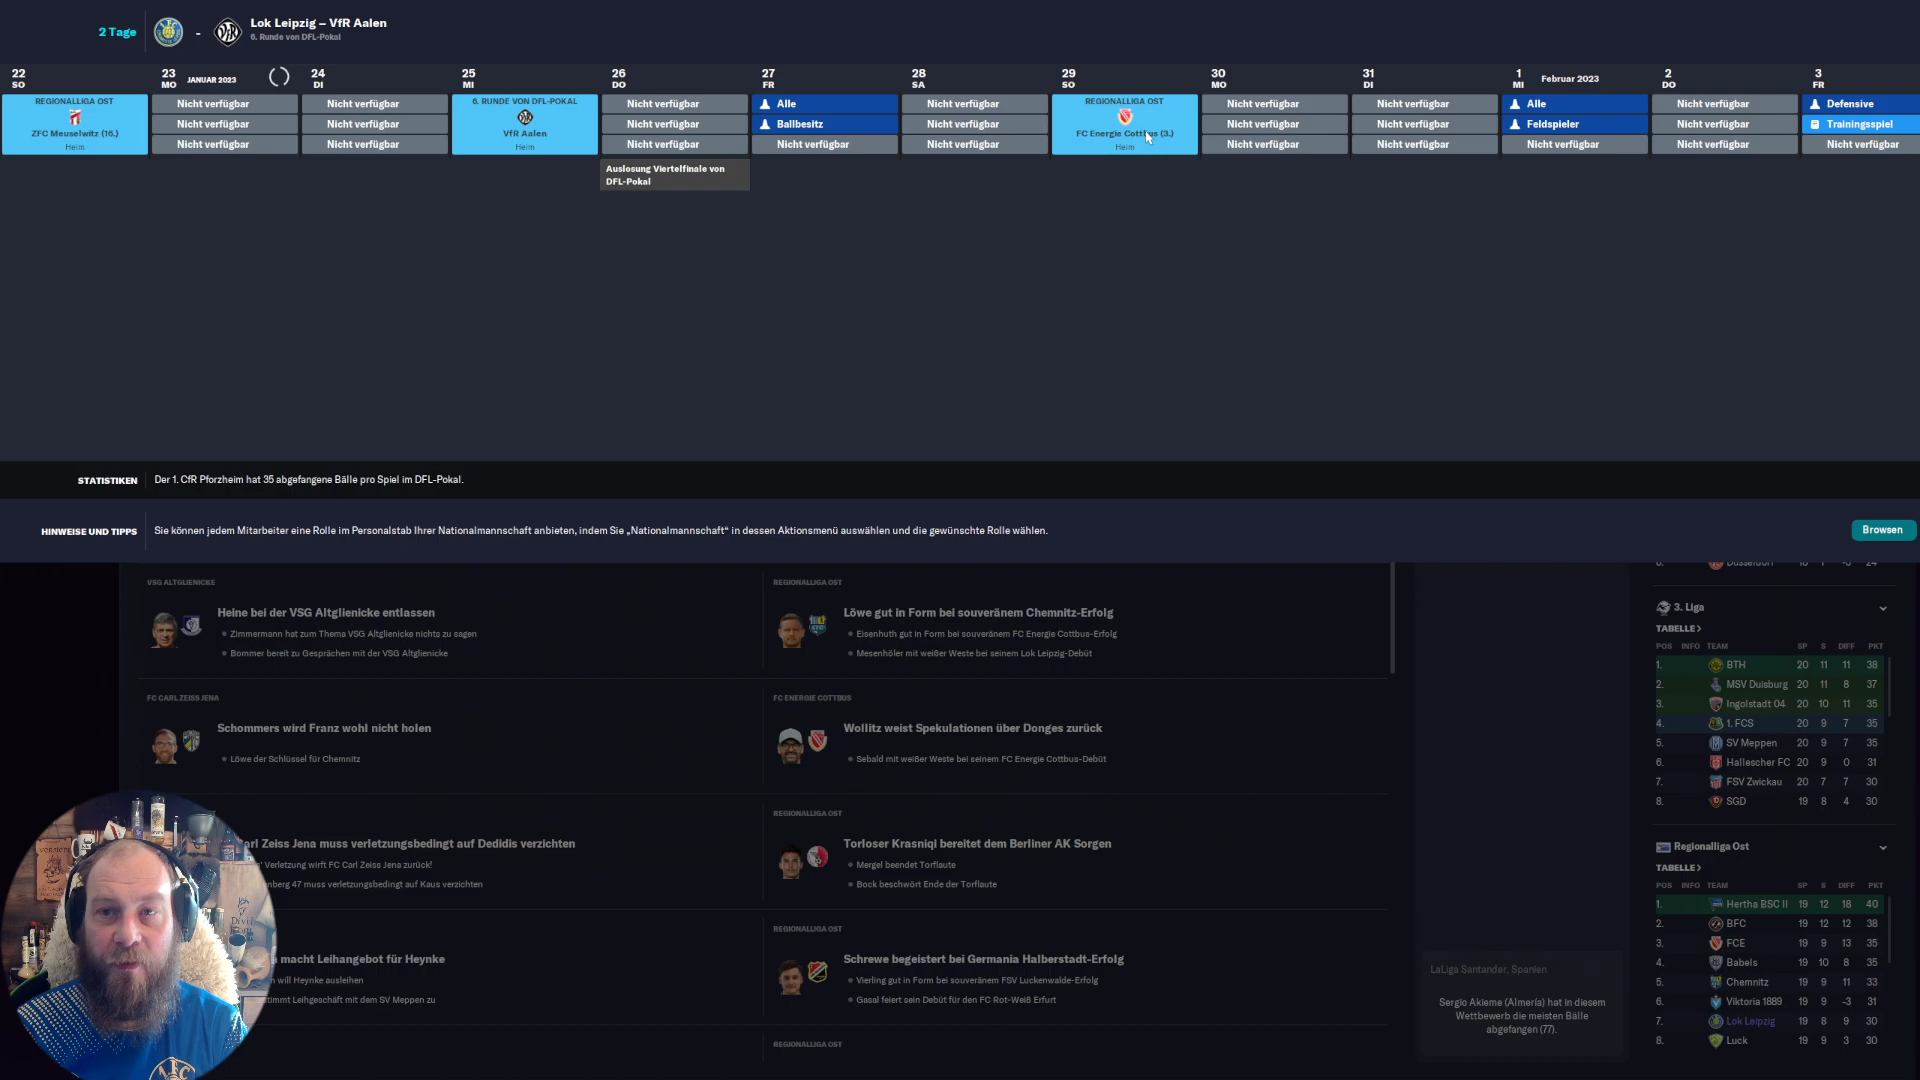 2 Tage
Lok Leipzig – VfR Aalen
6. Runde von DFL-Pokal
22 SO
23 MO JANUAR 2023
24 DI
25 MI
26 DO
27 FR
28 SA
29 SO
30 MO
31 DI
1 MI Februar 2023
2 DO
3 FR
REGIONALLIGA OST
ZFC Meuselwitz (16.)
Heim
Nicht verfügbar
Nicht verfügbar
Nicht verfügbar
Nicht verfügbar
Nicht verfügbar
Nicht verfügbar
6. RUNDE VON DFL-POKAL
VfR Aalen
Heim
Nicht verfügbar
Nicht verfügbar
Nicht verfügbar
Auslosung Viertelfinale von
DFL-Pokal
Alle
Ballbesitz
Nicht verfügbar
Nicht verfügbar
Nicht verfügbar
Nicht verfügbar
REGIONALLIGA OST
FC Energie Cottbus (3.)
Heim
Nicht verfügbar
Nicht verfügbar
Nicht verfügbar
Nicht verfügbar
Nicht verfügbar
Nicht verfügbar
Alle
Feldspieler
Nicht verfügbar
Nicht verfügbar
Nicht verfügbar
Nicht verfügbar
Defensive
Trainingsspiel
Nicht verfügbar
STATISTIKEN
Der 1. CfR Pforzheim hat 35 abgefangene Bälle pro Spiel im DFL-Pokal.
HINWEISE UND TIPPS
Sie können jedem Mitarbeiter eine Rolle im Personalstab Ihrer Nationalmannschaft anbieten, indem Sie „Nationalmannschaft“ in dessen Aktionsmenü auswählen und die gewünschte Rolle wählen.
Browsen
VSG ALTGLIENICKE
Heine bei der VSG Altglienicke entlassen
Zimmermann hat zum Thema VSG Altglienicke nichts zu sagen
Bommer bereit zu Gesprächen mit der VSG Altglienicke
REGIONALLIGA OST
Löwe gut in Form bei souveränem Chemnitz-Erfolg
Eisenhuth gut in Form bei souveränem FC Energie Cottbus-Erfolg
Mesenhöler mit weißer Weste bei seinem Lok Leipzig-Debüt
FC CARL ZEISS JENA
Schommers wird Franz wohl nicht holen
Löwe der Schlüssel für Chemnitz
FC ENERGIE COTTBUS
Wollitz weist Spekulationen über Donges zurück
Sebald mit weißer Weste bei seinem FC Energie Cottbus-Debüt
arl Zeiss Jena muss verletzungsbedingt auf Dedidis verzichten
' Verletzung wirft FC Carl Zeiss Jena zurück!
enberg 47 muss verletzungsbedingt auf Kaus verzichten
REGIONALLIGA OST
Torloser Krasniqi bereitet dem Berliner AK Sorgen
Mergel beendet Torflaute
Bock beschwört Ende der Torflaute
macht Leihangebot für Heynke
will Heynke ausleihen
stimmt Leihgeschäft mit dem SV Meppen zu
REGIONALLIGA OST
Schrewe begeistert bei Germania Halberstadt-Erfolg
Vierling gut in Form bei souveränem FSV Luckenwalde-Erfolg
Gasal feiert sein Debüt für den FC Rot-Weiß Erfurt
REGIONALLIGA OST
LaLiga Santander, Spanien
Sergio Akieme (Almería) hat in diesem
Wettbewerb die meisten Bälle
abgefangen (77).
3. Liga
TABELLE
POS INFO TEAM SP S DIFF PKT
1. BTH 20 11 11 38
2. MSV Duisburg 20 11 8 37
3. Ingolstadt 04 20 10 11 35
4. 1. FCS 20 9 7 35
5. SV Meppen 20 9 7 35
6. Hallescher FC 20 9 0 31
7. FSV Zwickau 20 7 7 30
8. SGD 19 8 4 30
Regionalliga Ost
TABELLE
POS INFO TEAM SP S DIFF PKT
1. Hertha BSC II 19 12 18 40
2. BFC 19 12 12 38
3. FCE 19 9 13 35
4. Babels 19 10 8 35
5. Chemnitz 19 9 11 33
6. Viktoria 1889 19 9 -3 31
7. Lok Leipzig 19 8 9 30
8. Luck 19 9 3 30